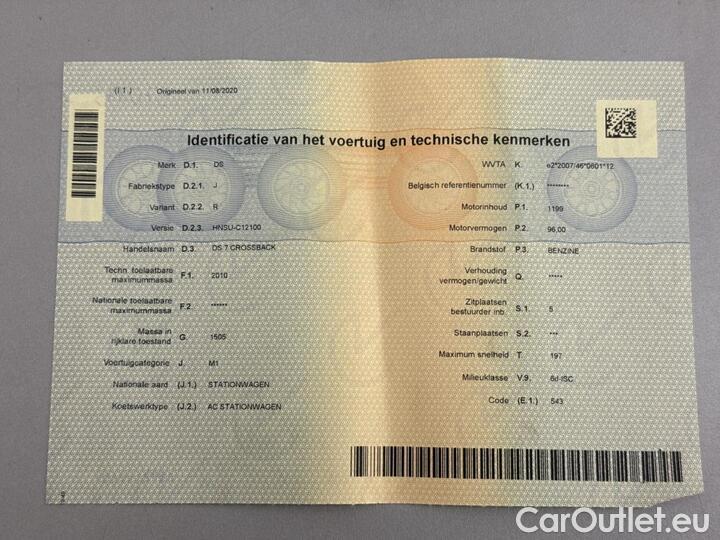 (I 1) Origineel van 11/08/2020
Identificatie van het voertuig en technische kenmerken
Merk D.1. DS
Fabriekstype D.2.1. J
Variant D.2.2. R
Versie D.2.3. HNSU-C12100
Handelsnaam D.3. DS 7 CROSSBACK
Techn. toelaatbare
maximummassa F.1. 2010
Nationale toelaatbare
maximummassa F.2. ******
Massa in
rijklare toestand G. 1505
Voertuigcategorie J. M1
Nationale aard (J.1.) STATIONWAGEN
Koetswerktype (J.2.) AC STATIONWAGEN
WVTA K. e2*2007/46*0601*12
Belgisch referentienummer (K.1.) ********
Motorinhoud P.1. 1199
Motorvermogen P.2. 96,00
Brandstof P.3. BENZINE
Verhouding
vermogen/gewicht Q. *****
Zitplaatsen
bestuurder inb. S.1. 5
Staanplaatsen S.2. ***
Maximum snelheid T. 197
Milieuklasse V.9. 6d-ISC
Code (E.1.) 543
CarOutlet.eu